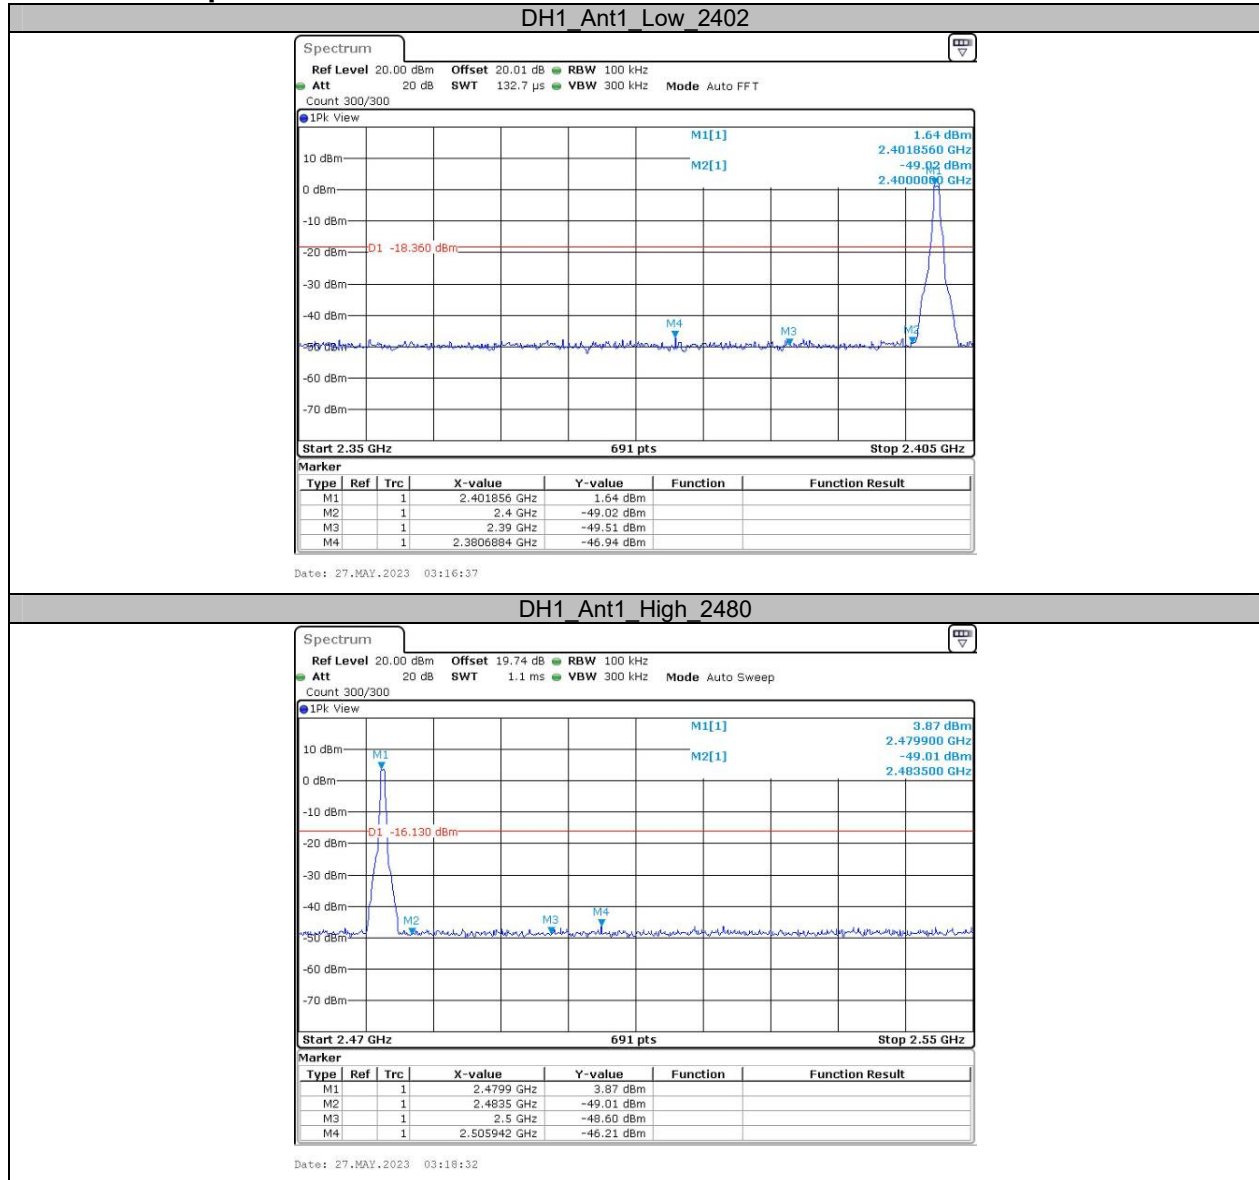 DH1_Ant1_Low_2402
Spectrum
Ref Level 20.00 dBm Offset 20.01 dB RBW 100 kHz
Att 20 dB SWT 132.7 µs VBW 300 kHz Mode Auto FFT
Count 300/300
1Pk View
M1[1] 1.64 dBm
2.4018560 GHz
M2[1] -49.02 dBm
2.4000000 GHz
M1
10 dBm
0 dBm
-10 dBm
D1 -18.360 dBm
-20 dBm
-30 dBm
-40 dBm
M4 M3 M2
-50 dBm
-60 dBm
-70 dBm
Start 2.35 GHz 691 pts Stop 2.405 GHz
Marker
Type Ref Trc X-value Y-value Function Function Result
M1 1 2.401856 GHz 1.64 dBm
M2 1 2.4 GHz -49.02 dBm
M3 1 2.39 GHz -49.51 dBm
M4 1 2.3806884 GHz -46.94 dBm
Date: 27.MAY.2023 03:16:37
DH1_Ant1_High_2480
Spectrum
Ref Level 20.00 dBm Offset 19.74 dB RBW 100 kHz
Att 20 dB SWT 1.1 ms VBW 300 kHz Mode Auto Sweep
Count 300/300
1Pk View
M1[1] 3.87 dBm
2.479900 GHz
M2[1] -49.01 dBm
2.483500 GHz
10 dBm
M1
0 dBm
-10 dBm
D1 -16.130 dBm
-20 dBm
-30 dBm
-40 dBm
M2 M3 M4
-50 dBm
-60 dBm
-70 dBm
Start 2.47 GHz 691 pts Stop 2.55 GHz
Marker
Type Ref Trc X-value Y-value Function Function Result
M1 1 2.4799 GHz 3.87 dBm
M2 1 2.4835 GHz -49.01 dBm
M3 1 2.5 GHz -48.60 dBm
M4 1 2.505942 GHz -46.21 dBm
Date: 27.MAY.2023 03:18:32